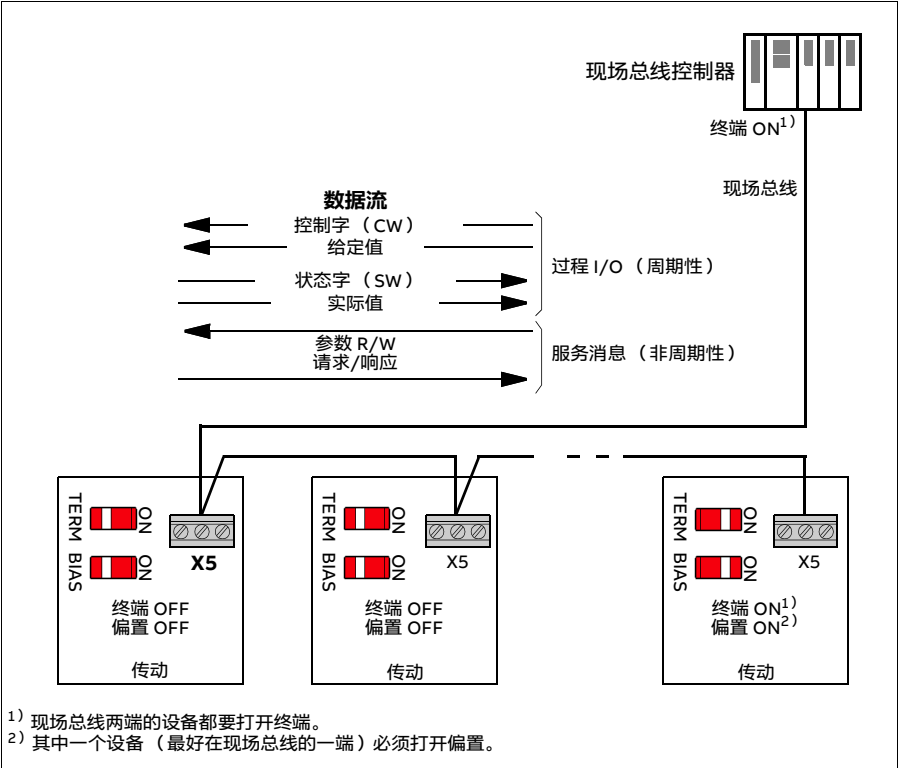 现场总线控制器
终端 ON1）
现场总线
数据流
控制字（CW）
给定值
状态字（SW）
实际值
过程 I/O（周期性）
参数 R/W
请求/响应
服务消息（非周期性）
TERM
ON
BIAS
ON
X5
终端 OFF
偏置 OFF
传动
TERM
ON
BIAS
ON
X5
终端 OFF
偏置 OFF
传动
TERM
ON
BIAS
ON
X5
终端 ON1）
偏置 ON2）
传动
1）现场总线两端的设备都要打开终端。
2）其中一个设备（最好在现场总线的一端）必须打开偏置。